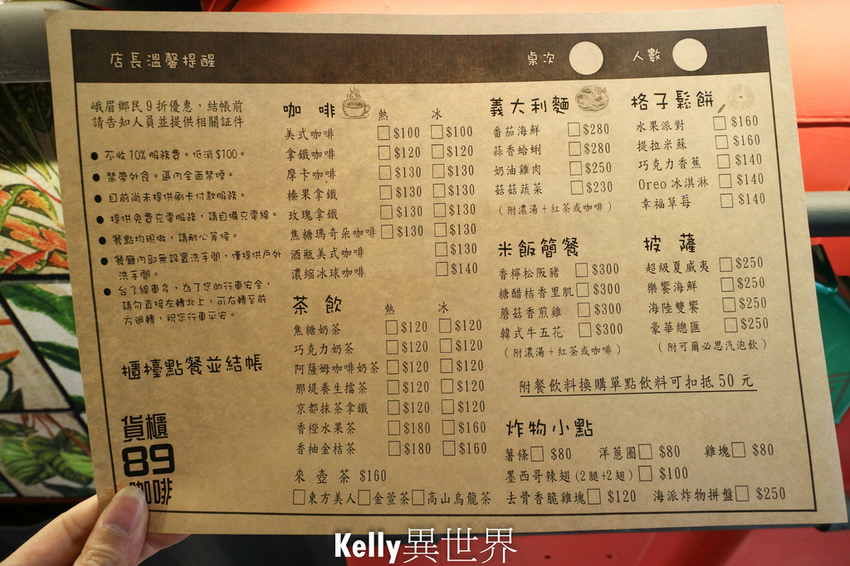 店長溫馨提醒
桌次
人數
峨眉鄉民9折優惠，結帳前
請告知人員並提供相關証件
● 不收10%服務費。低消$100。
● 禁帶外食。區內全面禁煙。
● 目前尚未提供刷卡付款服務。
● 提供免費充電服務，請自備充電線。
● 餐點均現做，請耐心等候。
● 餐廳內部無設置洗手間，僅提供戶外
洗手間。
● 台3線車多，為了您的行車安全，
請勿直接左轉北上，可右轉至前
方迴轉，祝您行車平安。
櫃檯點餐並結帳
貨櫃
89
咖啡
咖啡 熱 冰
美式咖啡 $100 $100
拿鐵咖啡 $120 $120
摩卡咖啡 $130 $130
榛果拿鐵 $130 $130
玫瑰拿鐵 $130 $130
焦糖瑪奇朵咖啡 $130 $130
酒瓶美式咖啡 $130
濃縮冰球咖啡 $140
茶飲 熱 冰
焦糖奶茶 $120 $120
巧克力奶茶 $120 $120
阿薩姆咖啡奶茶 $120 $120
那堤養生擂茶 $120 $120
京都抹茶拿鐵 $120 $120
香橙水果茶 $180 $160
香柚金桔茶 $180 $160
來壺茶 $160
東方美人 金萱茶 高山烏龍茶
義大利麵
番茄海鮮 $280
蒜香蛤蜊 $280
奶油雞肉 $250
菇菇蔬菜 $230
(附濃湯+紅茶或咖啡)
格子鬆餅
水果派對 $160
提拉米蘇 $160
巧克力香蕉 $140
Oreo冰淇淋 $140
幸福草莓 $140
米飯簡餐
香檸松阪豬 $300
糖醋桔香里肌 $300
蘑菇香煎雞 $300
韓式牛五花 $300
(附濃湯+紅茶或咖啡)
披薩
超級夏威夷 $250
樂饗海鮮 $250
海陸雙饗 $250
豪華總匯 $250
(附可爾必思汽泡飲)
附餐飲料換購單點飲料可扣抵50元
炸物小點
薯條 $80 洋蔥圈 $80 雞塊 $80
墨西哥辣翅(2腿+2翅) $100
去骨香脆雞塊 $120 海派炸物拼盤 $250
Kelly異世界